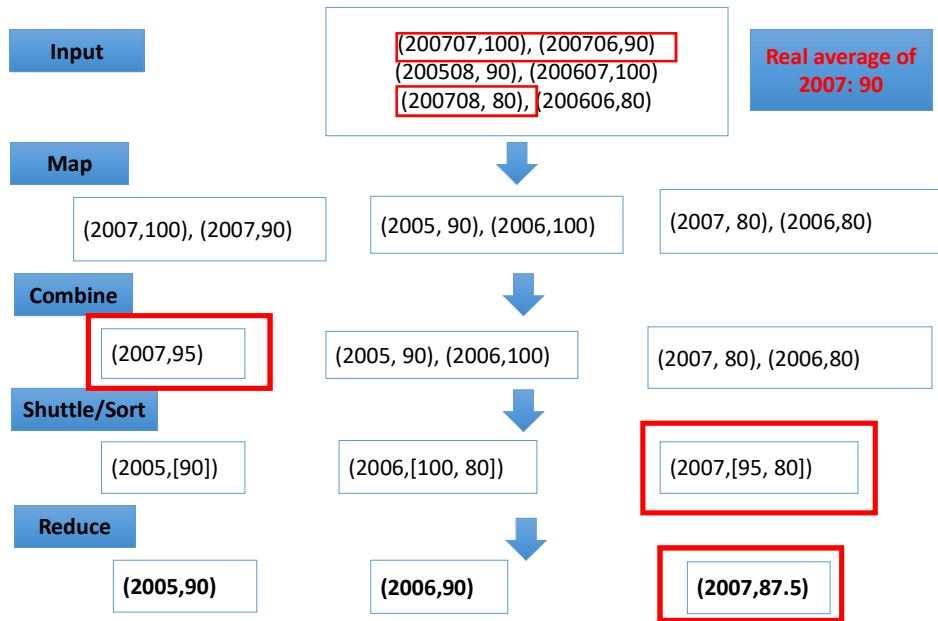 Input
(200707,100), (200706,90)
(200508, 90), (200607,100)
(200708, 80), (200606,80)
Real average of
2007: 90
Map
(2007,100), (2007,90)
(2005, 90), (2006,100)
(2007, 80), (2006,80)
Combine
(2007,95)
(2005, 90), (2006,100)
(2007, 80), (2006,80)
Shuttle/Sort
(2005,[90])
(2006,[100, 80])
(2007,[95, 80])
Reduce
(2005,90)
(2006,90)
(2007,87.5)